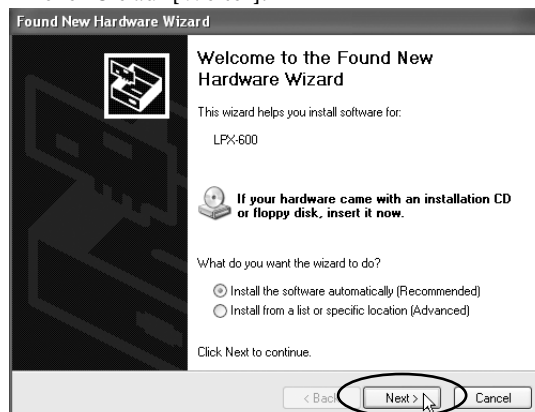 Found New Hardware Wizard
Welcome to the Found New
Hardware Wizard
This wizard helps you install software for:
LPX-600
If your hardware came with an installation CD
or floppy disk, insert it now.
What do you want the wizard to do?
Install the software automatically (Recommended)
Install from a list or specific location (Advanced)
Click Next to continue.
< Back Next > Cancel